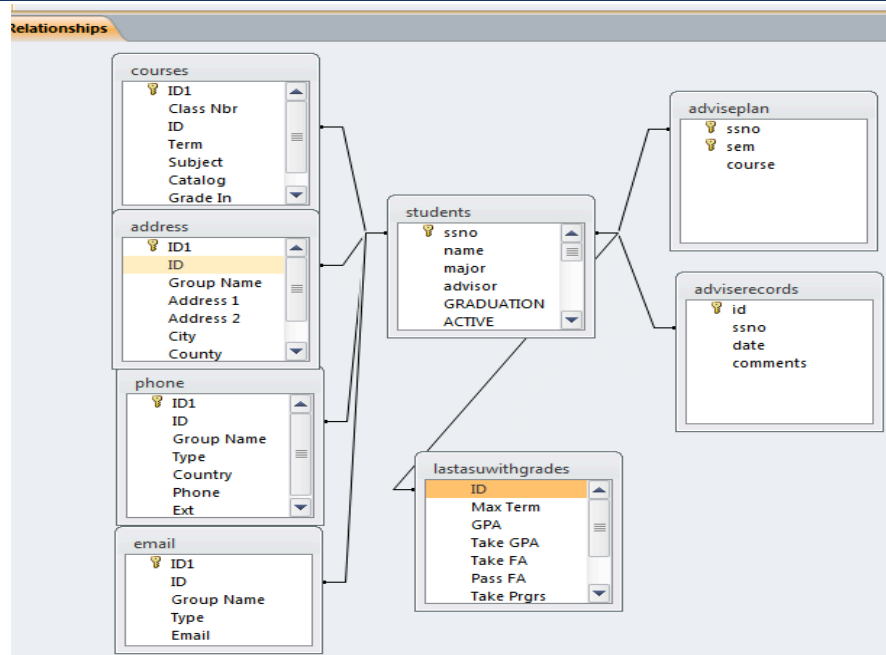 Relationships
courses
ID1
Class Nbr
ID
Term
Subject
Catalog
Grade In
address
ID1
ID
Group Name
Address 1
Address 2
City
County
phone
ID1
ID
Group Name
Type
Country
Phone
Ext
email
ID1
ID
Group Name
Type
Email
students
ssno
name
major
advisor
GRADUATION
ACTIVE
lastasuwithgrades
ID
Max Term
GPA
Take GPA
Take FA
Pass FA
Take Prgrs
adviseplan
ssno
sem
course
adviserecords
id
ssno
date
comments